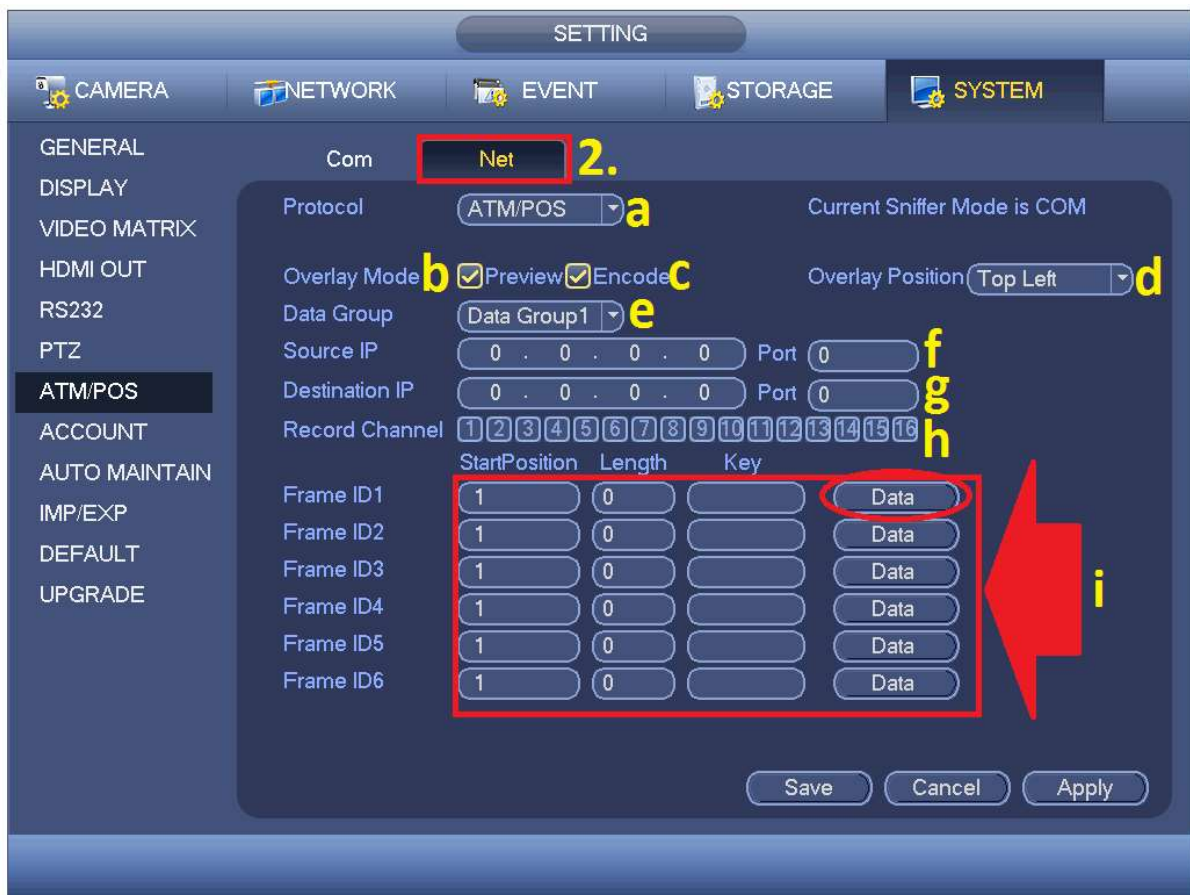 SETTING
CAMERA NETWORK EVENT STORAGE SYSTEM
GENERAL
DISPLAY
VIDEO MATRIX
HDMI OUT
RS232
PTZ
ATM/POS
ACCOUNT
AUTO MAINTAIN
IMP/EXP
DEFAULT
UPGRADE
Com Net 2.
Protocol ATM/POS a Current Sniffer Mode is COM
Overlay Mode b Preview Encode c Overlay Position Top Left d
Data Group Data Group1 e
Source IP 0 . 0 . 0 . 0 Port 0 f
Destination IP 0 . 0 . 0 . 0 Port 0 g
Record Channel 1 2 3 4 5 6 7 8 9 10 11 12 13 14 15 16 h
StartPosition Length Key
Frame ID1 1 0 Data
Frame ID2 1 0 Data
Frame ID3 1 0 Data i
Frame ID4 1 0 Data
Frame ID5 1 0 Data
Frame ID6 1 0 Data
Save Cancel Apply